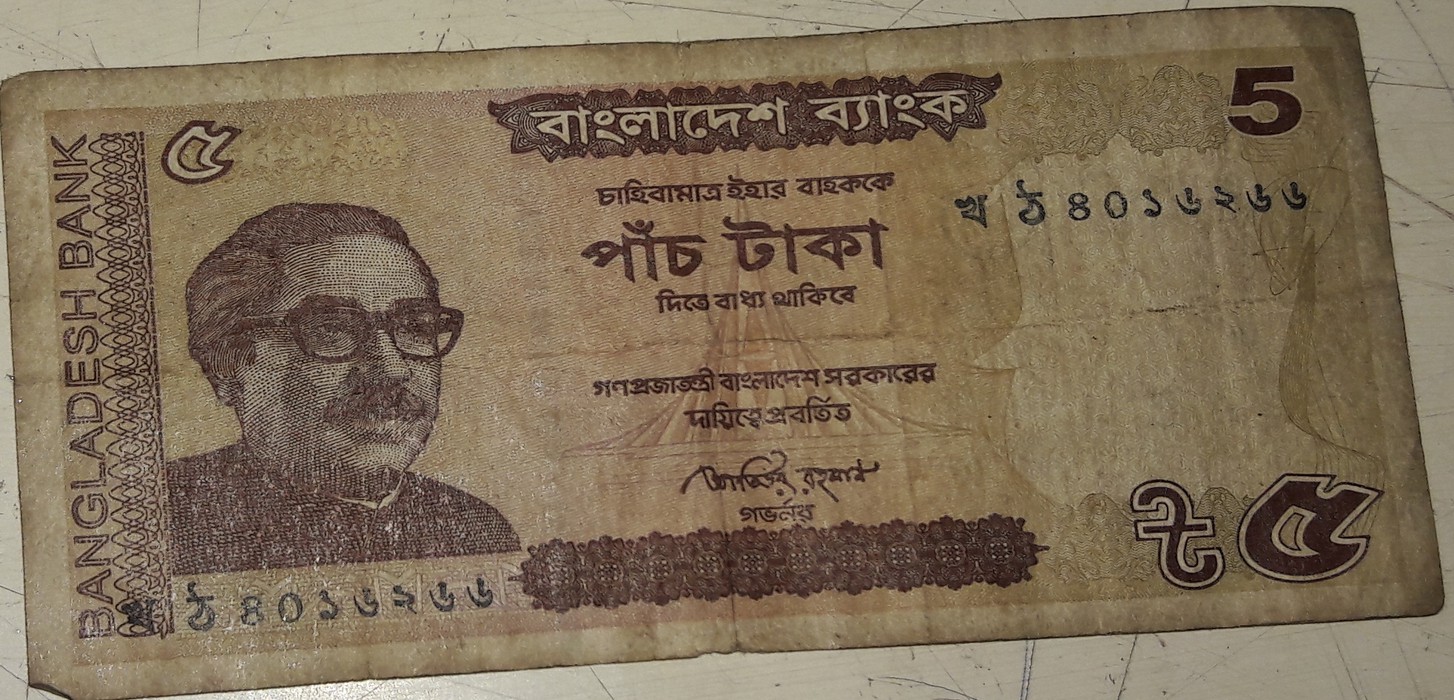 BANGLADESH BANK
৫
বাংলাদেশ ব্যাংক
5
চাহিবামাত্র ইহার বাহককে
খ ঠ ৪০১৬২৬৬
পাঁচ টাকা
দিতে বাধ্য থাকিবে
গণপ্রজাতন্ত্রী বাংলাদেশ সরকারের
দায়িত্বে প্রবর্তিত
আতিউর রহমান
গভর্নর
৳ ৫
খ ঠ ৪০১৬২৬৬